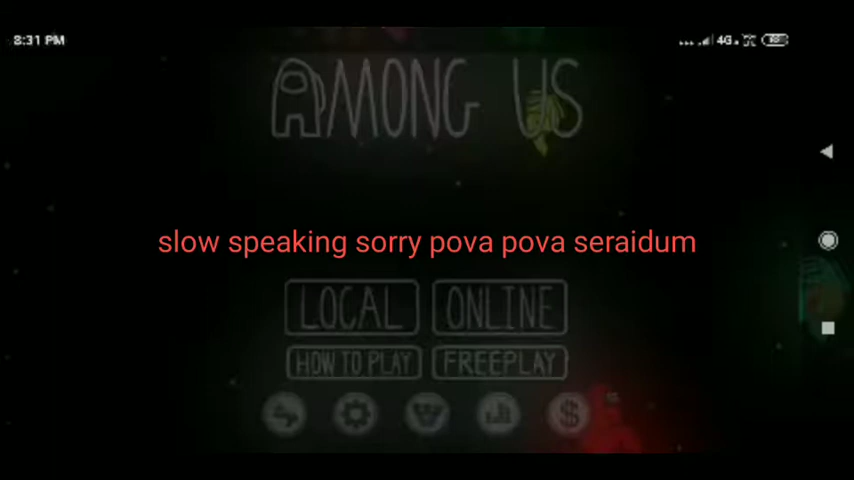 8:31 PM
4G
AMONG US
slow speaking sorry pova pova seraidum
LOCAL ONLINE
HOW TO PLAY FREEPLAY
$